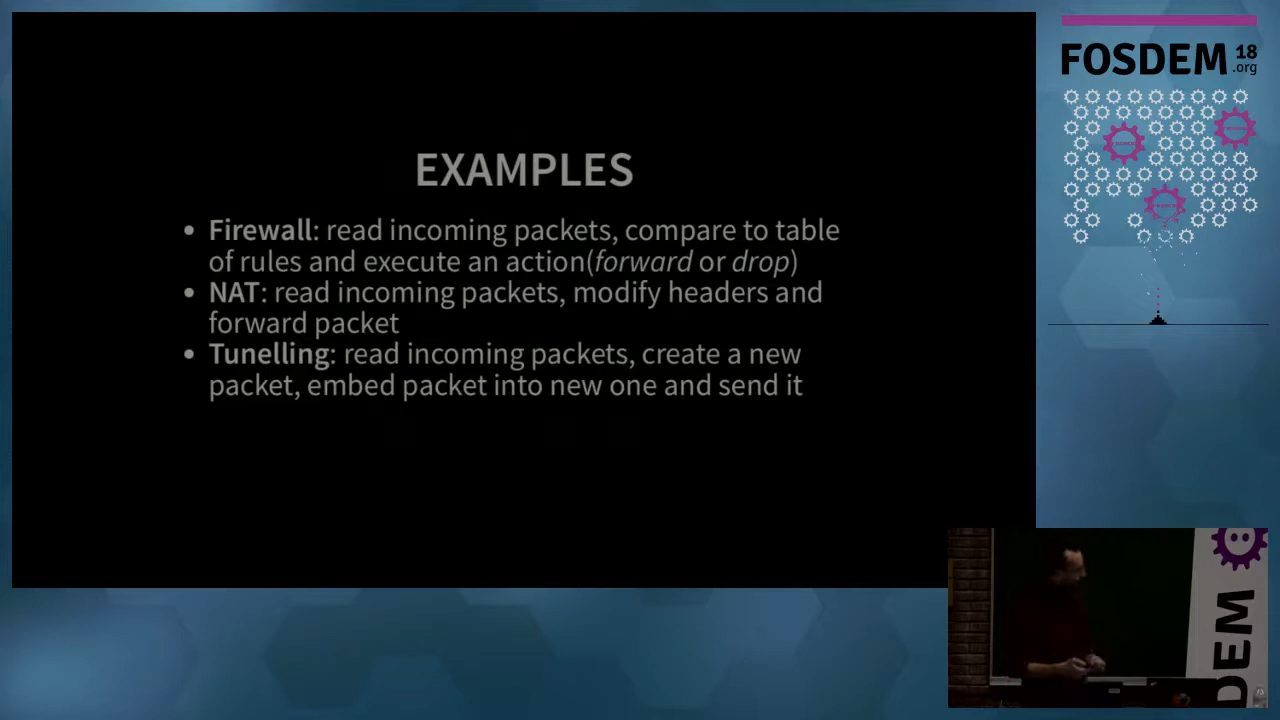 EXAMPLES
• Firewall: read incoming packets, compare to table
of rules and execute an action(forward or drop)
• NAT: read incoming packets, modify headers and
forward packet
• Tunelling: read incoming packets, create a new
packet, embed packet into new one and send it
FOSDEM 18
.org
DEM